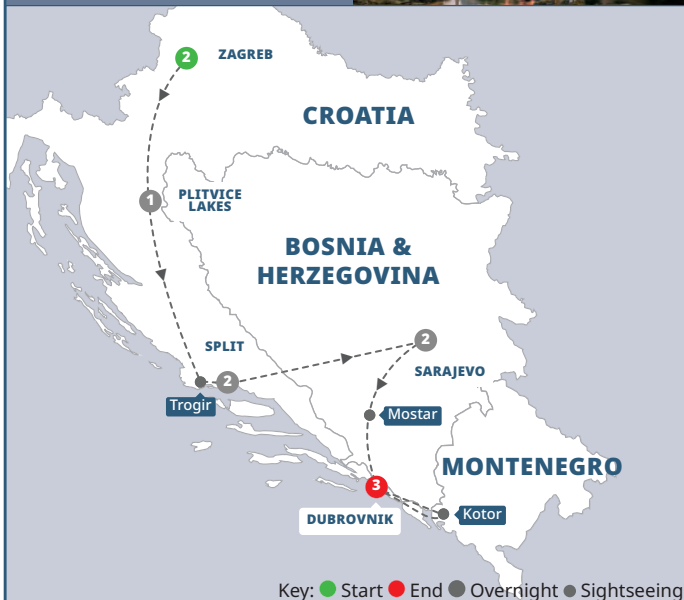 2
ZAGREB
CROATIA
1
PLITVICE
LAKES
BOSNIA &
HERZEGOVINA
SPLIT
2
2
SARAJEVO
Trogir
Mostar
MONTENEGRO
3
DUBROVNIK
Kotor
Key: Start End Overnight Sightseeing